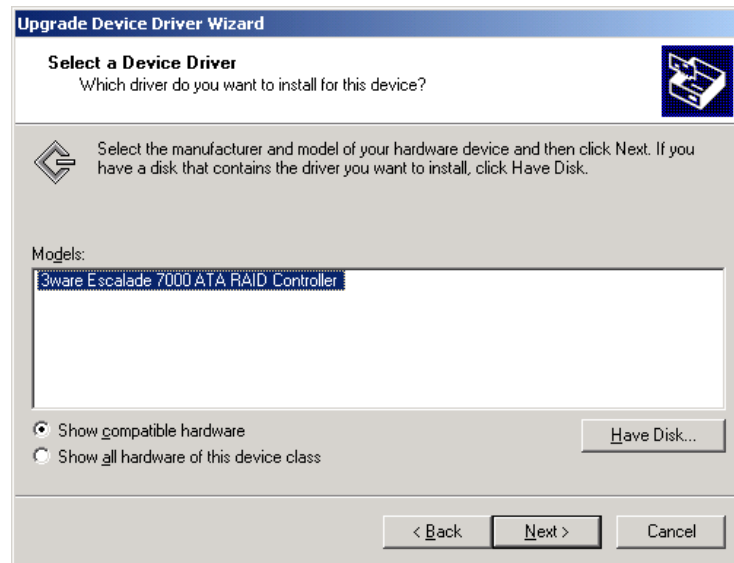 Upgrade Device Driver Wizard
Select a Device Driver
Which driver do you want to install for this device?
Select the manufacturer and model of your hardware device and then click Next. If you
have a disk that contains the driver you want to install, click Have Disk.
Models:
3ware Escalade 7000 ATA RAID Controller
Show compatible hardware
Have Disk...
Show all hardware of this device class
< Back
Next >
Cancel